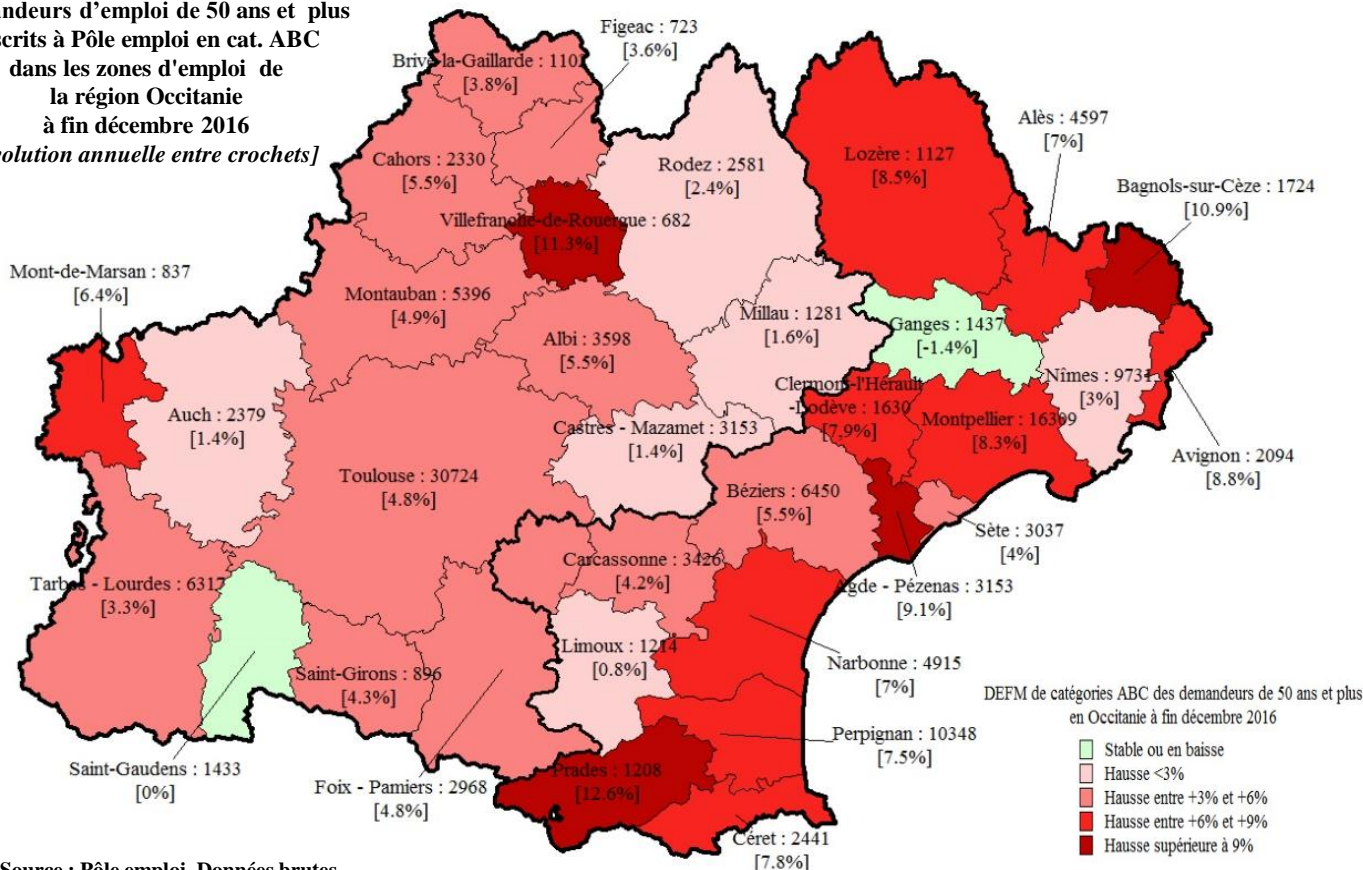 ndeurs d'emploi de 50 ans et plus
scrits à Pôle emploi en cat. ABC
dans les zones d'emploi de
la région Occitanie
à fin décembre 2016
volution annuelle entre crochets]
Figeac : 723
[3.6%]
Brive-la-Gaillarde : 110
[3.8%]
Cahors : 2330
[5.5%]
Rodez : 2581
[2.4%]
Lozère : 1127
[8.5%]
Alès : 4597
[7%]
Bagnols-sur-Cèze : 1724
[10.9%]
Villefranche-de-Rouergue : 682
[11.3%]
Mont-de-Marsan : 837
[6.4%]
Montauban : 5396
[4.9%]
Albi : 3598
[5.5%]
Millau : 1281
[1.6%]
Ganges : 1437
[-1.4%]
Nîmes : 9731
[3%]
Clermont-l'Hérault
-Lodève : 1630
[7,9%]
Montpellier : 16309
[8.3%]
Auch : 2379
[1.4%]
Castres - Mazamet : 3153
[1.4%]
Avignon : 2094
[8.8%]
Toulouse : 30724
[4.8%]
Béziers : 6450
[5.5%]
Sète : 3037
[4%]
Carcassonne : 3426
[4.2%]
Agde - Pézenas : 3153
[9.1%]
Tarbes - Lourdes : 6317
[3.3%]
Limoux : 1214
[0.8%]
Saint-Girons : 896
[4.3%]
Narbonne : 4915
[7%]
Perpignan : 10348
[7.5%]
Saint-Gaudens : 1433
[0%]
Foix - Pamiers : 2968
[4.8%]
Prades : 1208
[12.6%]
Céret : 2441
[7.8%]
DEFM de catégories ABC des demandeurs de 50 ans et plus
en Occitanie à fin décembre 2016
Stable ou en baisse
Hausse <3%
Hausse entre +3% et +6%
Hausse entre +6% et +9%
Hausse supérieure à 9%
Source : Pôle emploi, Données brutes